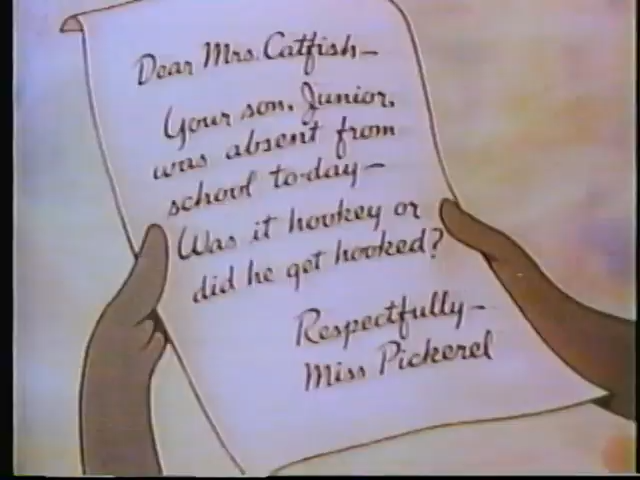 Dear Mrs. Catfish—
Your son, Junior,
was absent from
school to-day—
Was it hookey or
did he get hooked?
Respectfully—
Miss Pickerel